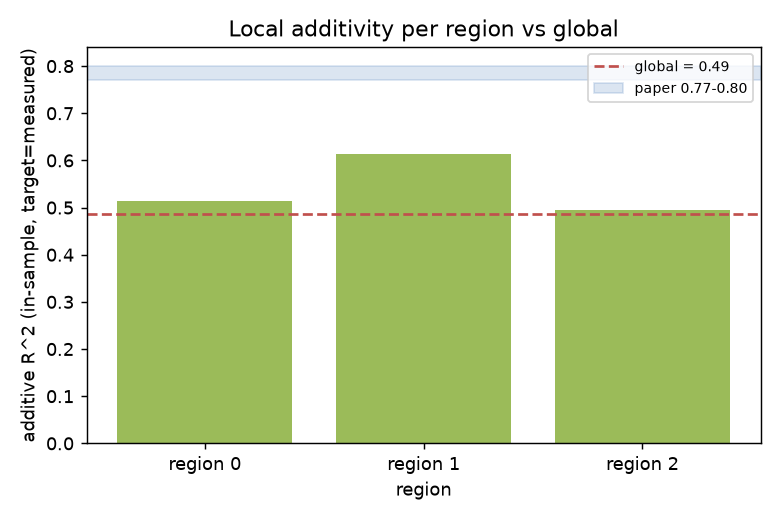 Local additivity per region vs global
additive R^2 (in-sample, target=measured)
0.8
0.7
0.6
0.5
0.4
0.3
0.2
0.1
0.0
global = 0.49
paper 0.77-0.80
region 0
region 1
region 2
region